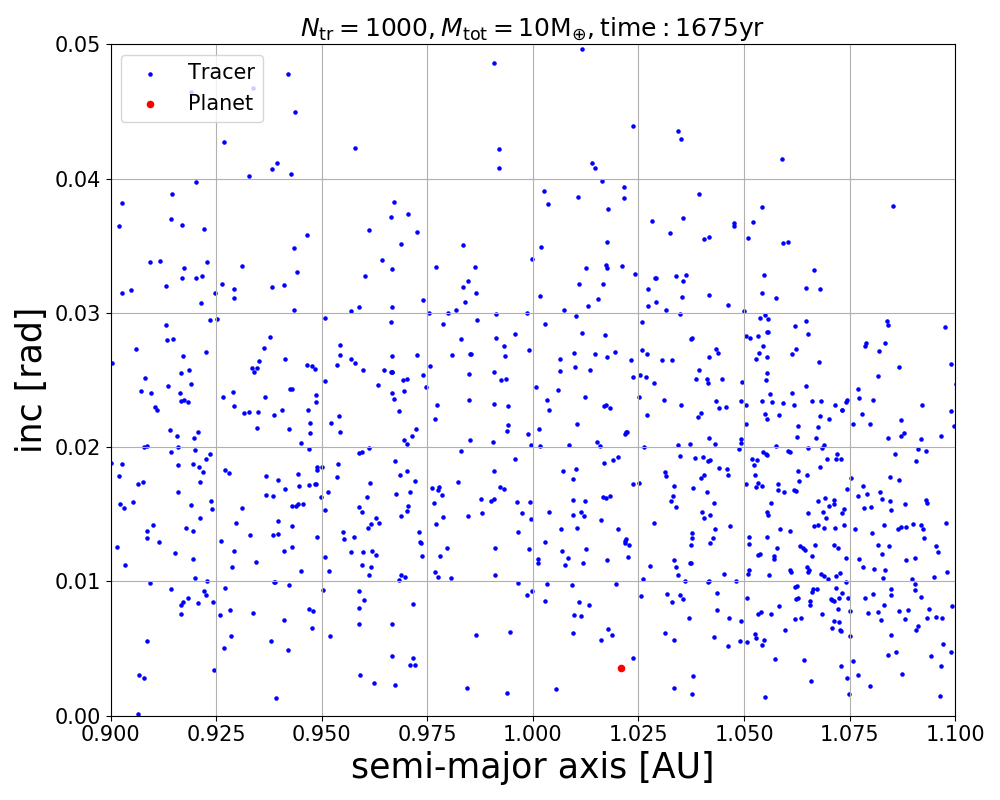 N_tr = 1000, M_tot = 10M_⊕, time : 1675yr
Tracer
Planet
inc [rad]
0.05
0.04
0.03
0.02
0.01
0.00
0.900 0.925 0.950 0.975 1.000 1.025 1.050 1.075 1.100
semi-major axis [AU]